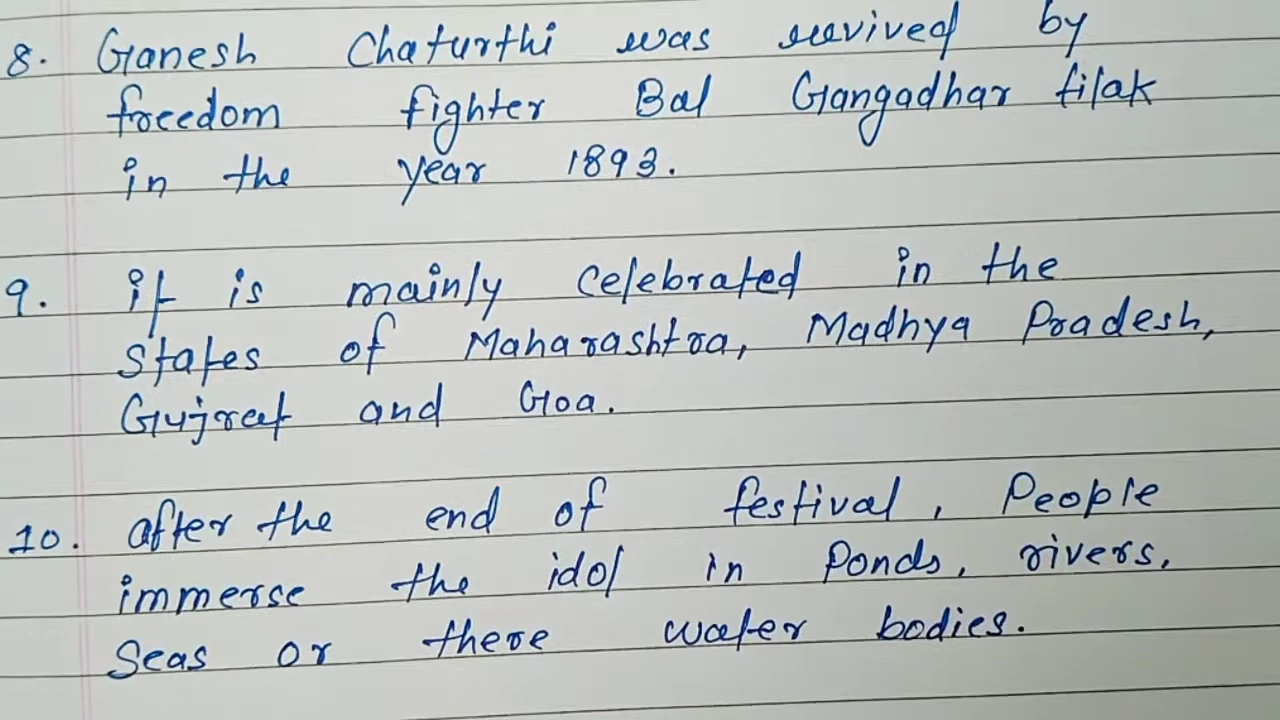 8. Ganesh Chaturthi was revived by
freedom fighter Bal Gangadhar tilak
in the year 1893.
9. it is mainly Celebrated in the
States of Maharashtra, Madhya Pradesh,
Gujrat and Goa.
10. after the end of festival, People
immerse the idol in Ponds, rivers,
Seas or there water bodies.